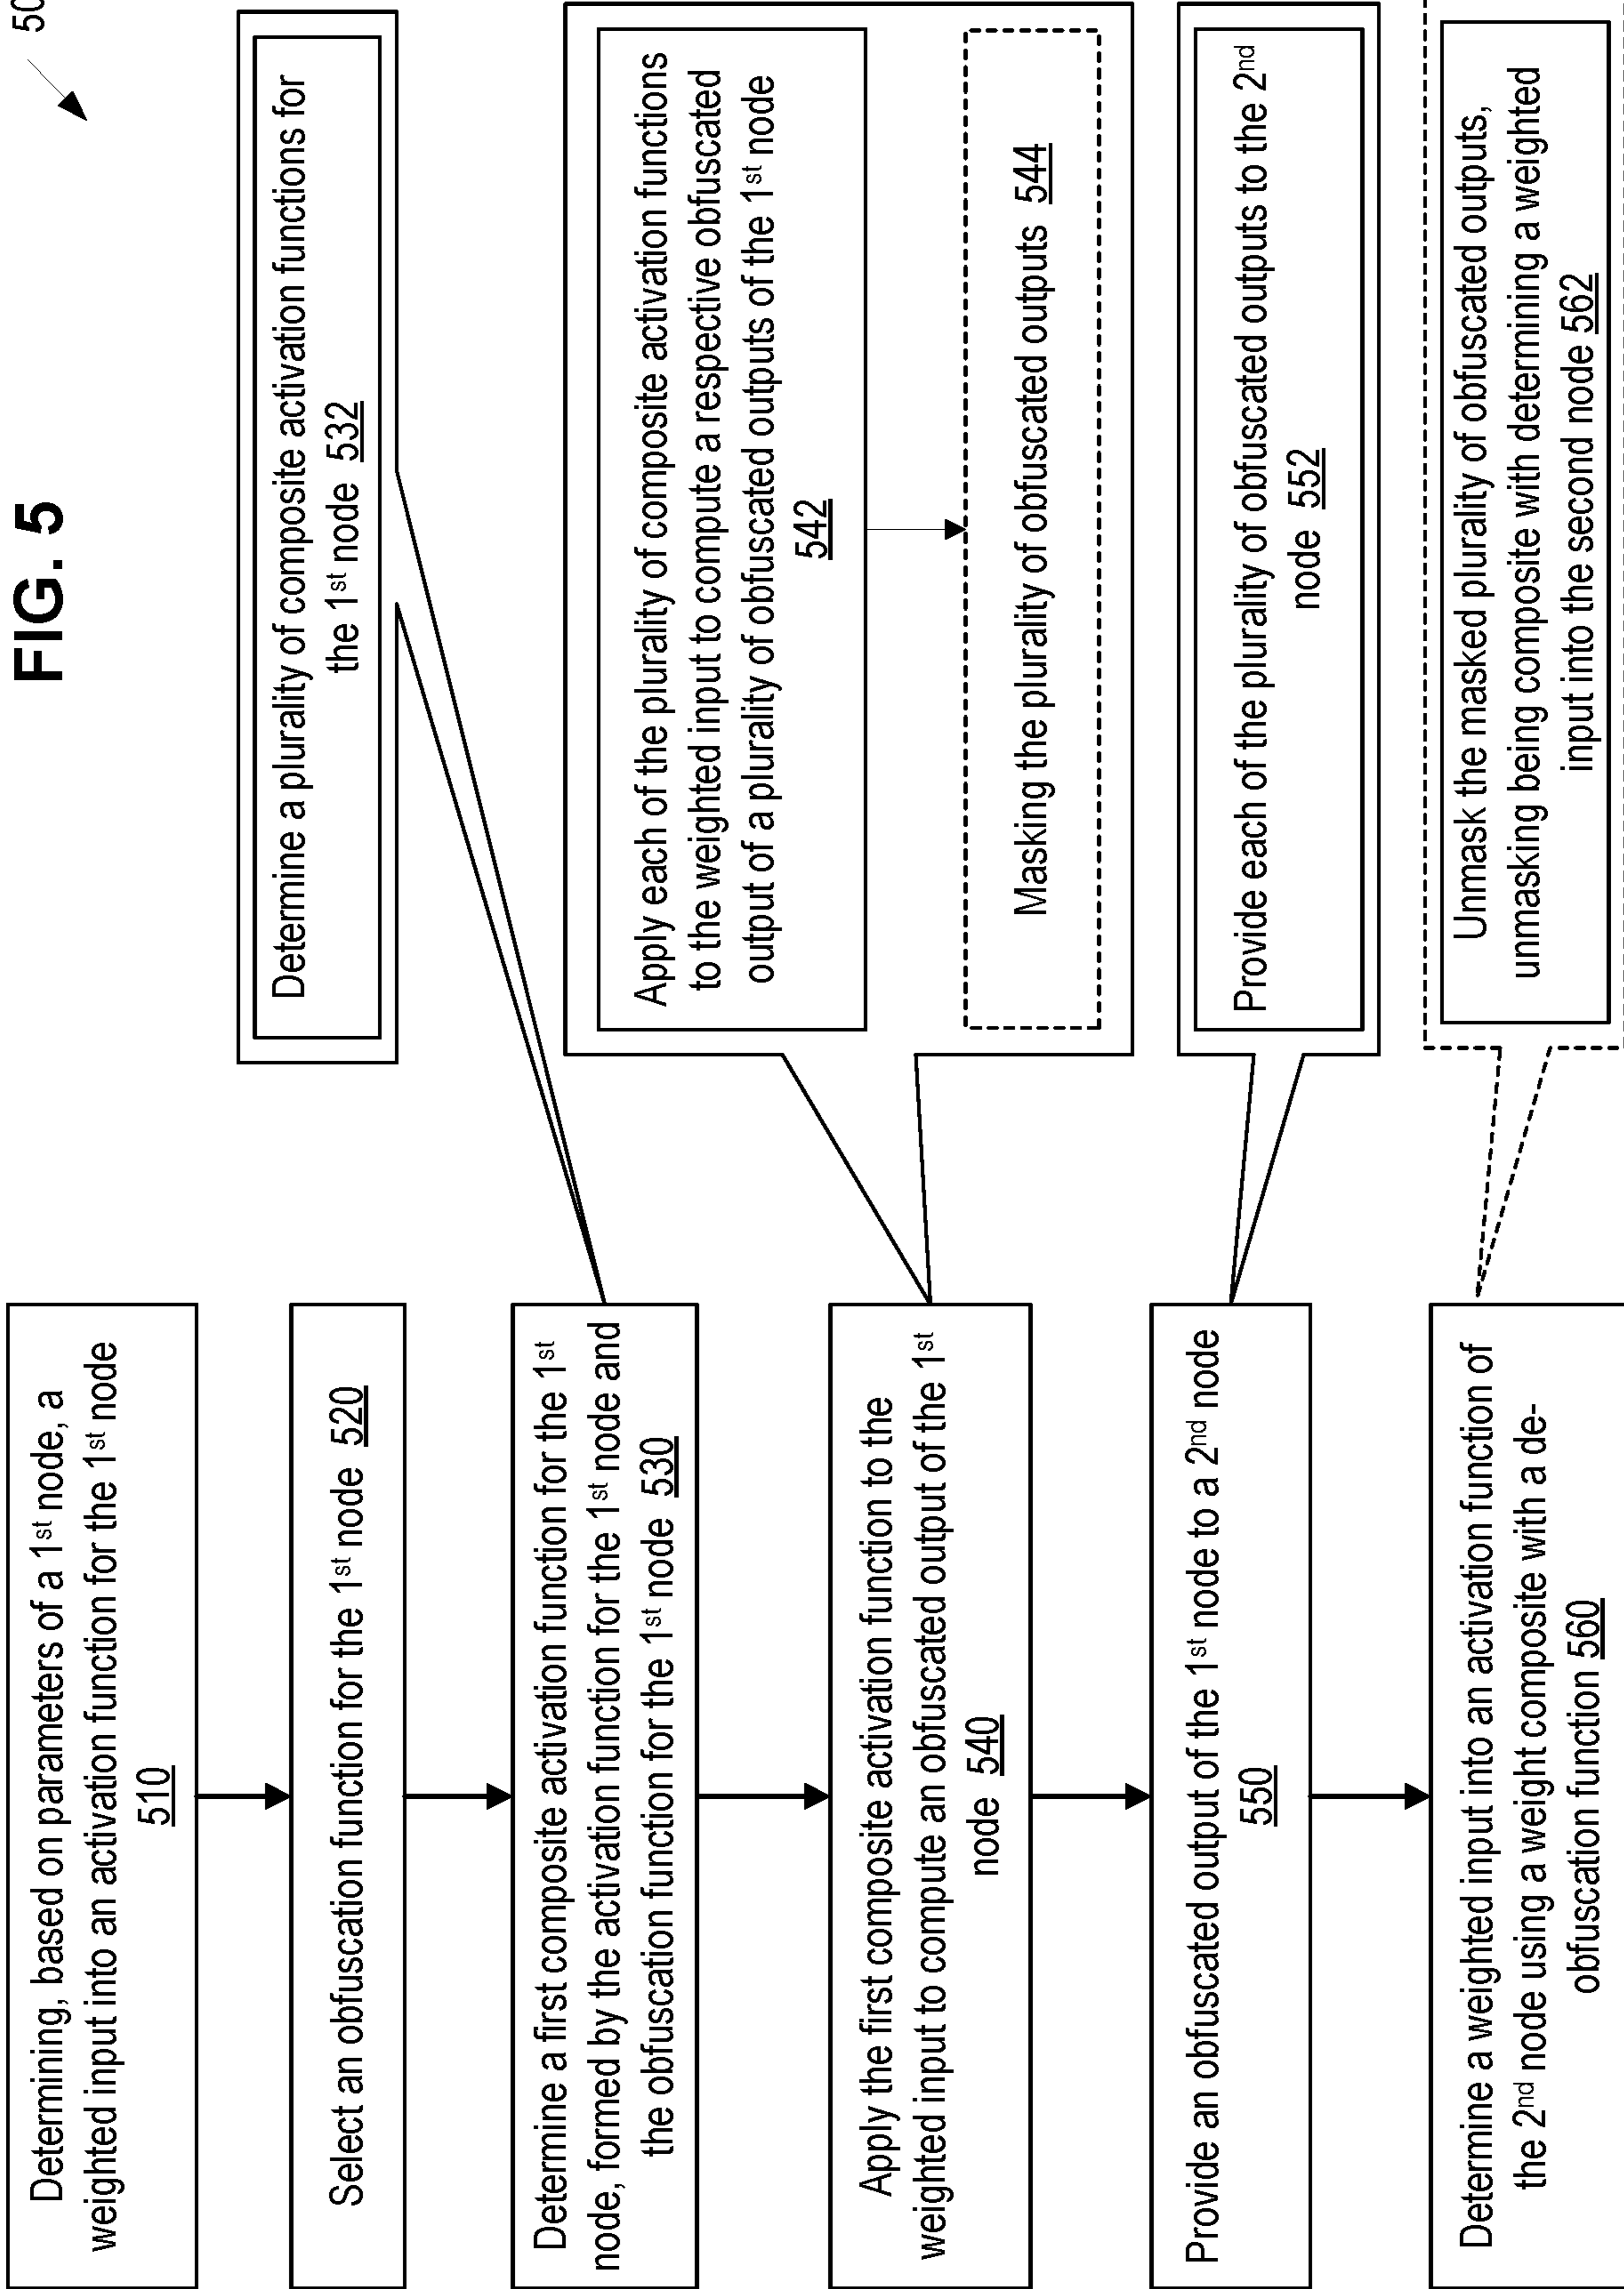 FIG. 5
50
Determining, based on parameters of a 1st node, a
weighted input into an activation function for the 1st node
510
Select an obfuscation function for the 1st node 520
Determine a first composite activation function for the 1st
node, formed by the activation function for the 1st node and
the obfuscation function for the 1st node 530
Apply the first composite activation function to the
weighted input to compute an obfuscated output of the 1st
node 540
Provide an obfuscated output of the 1st node to a 2nd node
550
Determine a weighted input into an activation function of
the 2nd node using a weight composite with a de-
obfuscation function 560
Determine a plurality of composite activation functions for
the 1st node 532
Apply each of the plurality of composite activation functions
to the weighted input to compute a respective obfuscated
output of a plurality of obfuscated outputs of the 1st node
542
Masking the plurality of obfuscated outputs 544
Provide each of the plurality of obfuscated outputs to the 2nd
node 552
Unmask the masked plurality of obfuscated outputs,
unmasking being composite with determining a weighted
input into the second node 562